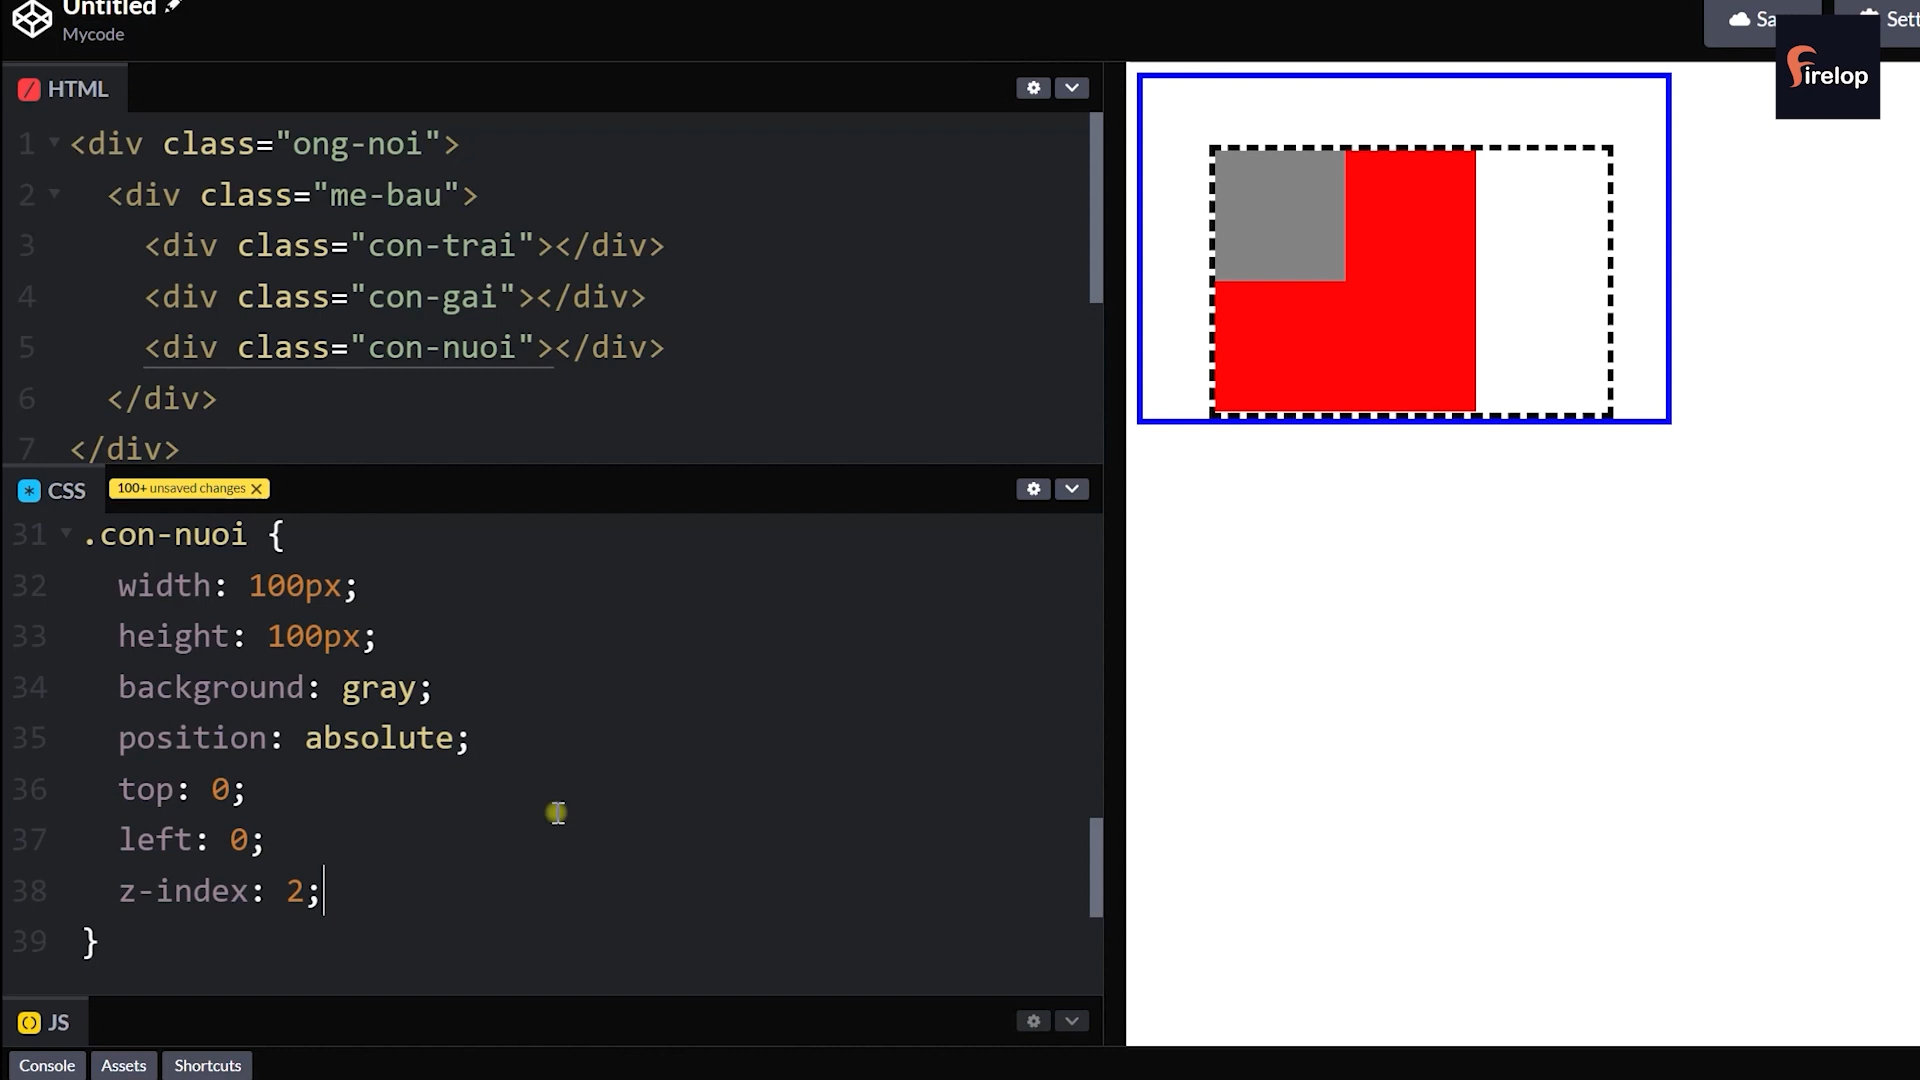 Untitled
Mycode
Sa
Sett
Firelop
HTML
1 <div class="ong-noi">
2 <div class="me-bau">
3 <div class="con-trai"></div>
4 <div class="con-gai"></div>
5 <div class="con-nuoi"></div>
6 </div>
7 </div>
CSS 100+ unsaved changes
31 .con-nuoi {
32 width: 100px;
33 height: 100px;
34 background: gray;
35 position: absolute;
36 top: 0;
37 left: 0;
38 z-index: 2;
39 }
JS
Console Assets Shortcuts